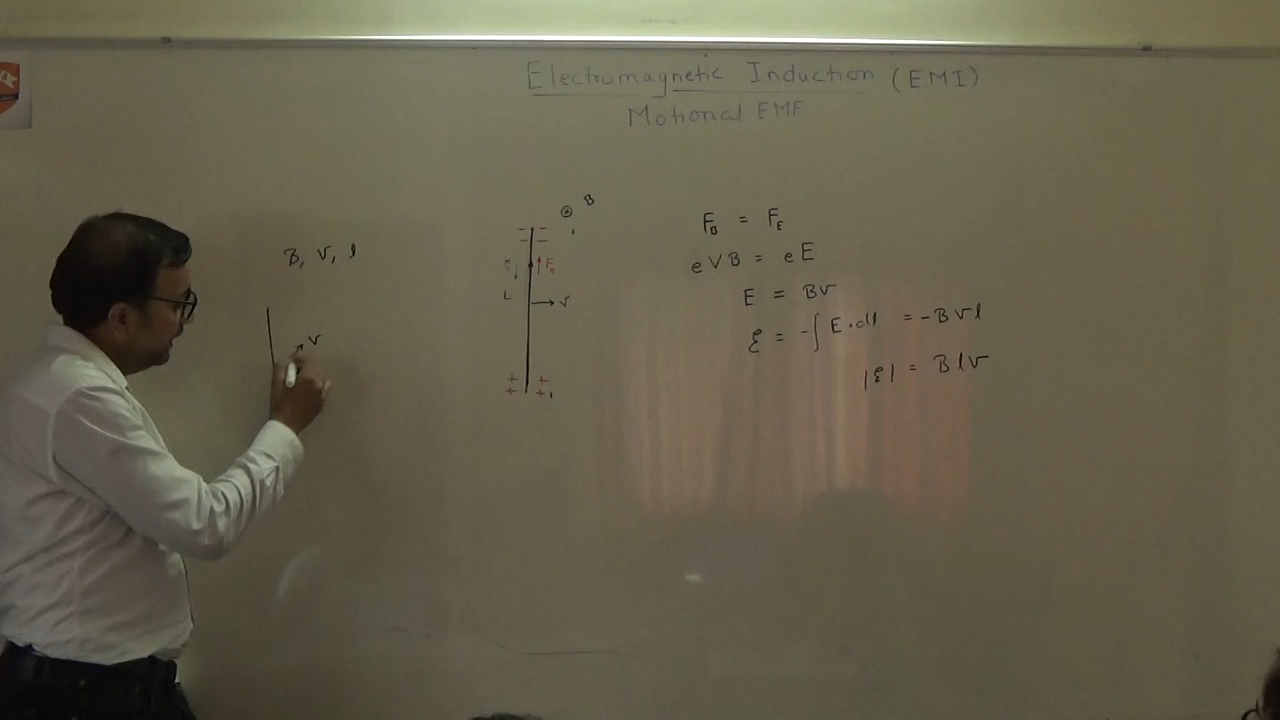 Electromagnetic Induction (EMI)
Motional EMF
B, V, l
V
⊙ B
F_B
L
V
F_B = F_E
eVB = eE
E = BV
ℰ = -∫E.dl = -BVl
|ℰ| = BlV